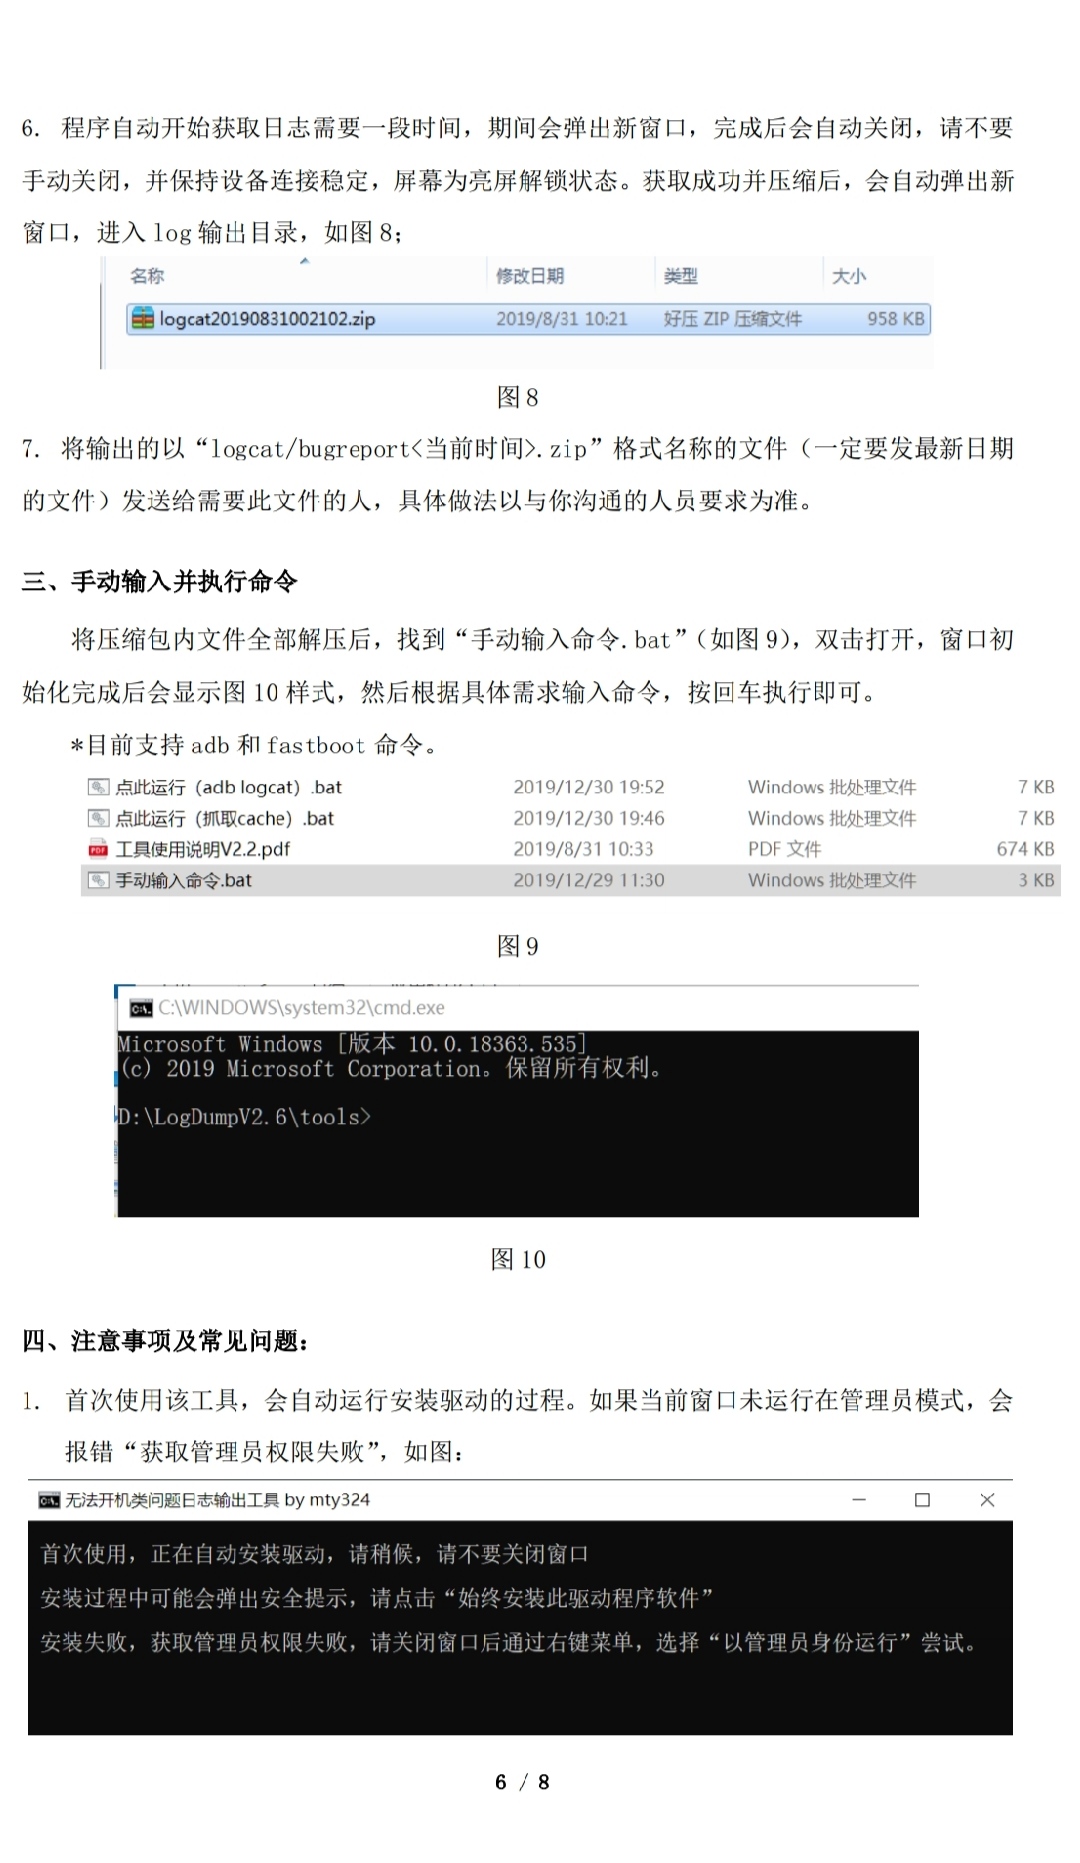 6. 程序自动开始获取日志需要一段时间，期间会弹出新窗口，完成后会自动关闭，请不要
手动关闭，并保持设备连接稳定，屏幕为亮屏解锁状态。获取成功并压缩后，会自动弹出新
窗口，进入 log 输出目录，如图 8；
名称 修改日期 类型 大小
logcat20190831002102.zip 2019/8/31 10:21 好压 ZIP 压缩文件 958 KB
图 8
7. 将输出的以“logcat/bugreport<当前时间>.zip”格式名称的文件（一定要发最新日期
的文件）发送给需要此文件的人，具体做法以与你沟通的人员要求为准。
三、手动输入并执行命令
将压缩包内文件全部解压后，找到“手动输入命令.bat”（如图 9），双击打开，窗口初
始化完成后会显示图 10 样式，然后根据具体需求输入命令，按回车执行即可。
*目前支持 adb 和 fastboot 命令。
点此运行（adb logcat）.bat 2019/12/30 19:52 Windows 批处理文件 7 KB
点此运行（抓取cache）.bat 2019/12/30 19:46 Windows 批处理文件 7 KB
工具使用说明V2.2.pdf 2019/8/31 10:33 PDF 文件 674 KB
手动输入命令.bat 2019/12/29 11:30 Windows 批处理文件 3 KB
图 9
C:\WINDOWS\system32\cmd.exe
Microsoft Windows [版本 10.0.18363.535]
(c) 2019 Microsoft Corporation。保留所有权利。
D:\LogDumpV2.6\tools>
图 10
四、注意事项及常见问题：
1. 首次使用该工具，会自动运行安装驱动的过程。如果当前窗口未运行在管理员模式，会
报错“获取管理员权限失败”，如图：
无法开机类问题日志输出工具 by mty324
首次使用，正在自动安装驱动，请稍候，请不要关闭窗口
安装过程中可能会弹出安全提示，请点击“始终安装此驱动程序软件”
安装失败，获取管理员权限失败，请关闭窗口后通过右键菜单，选择“以管理员身份运行”尝试。
6 / 8